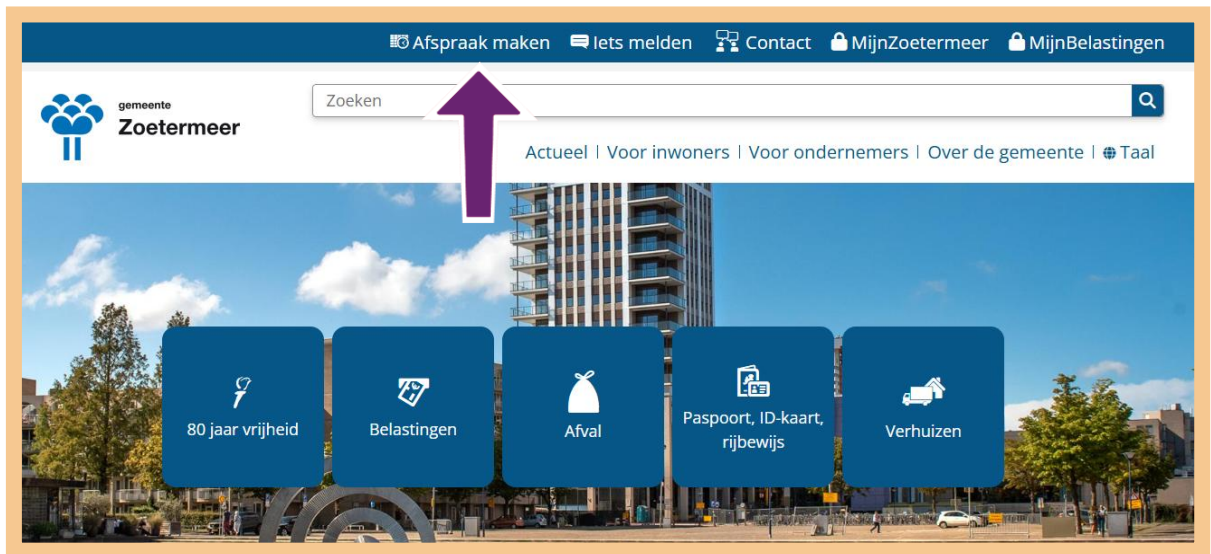 Afspraak maken Iets melden Contact MijnZoetermeer MijnBelastingen
gemeente
Zoetermeer
Zoeken
Actueel | Voor inwoners | Voor ondernemers | Over de gemeente | Taal
80 jaar vrijheid
Belastingen
Afval
Paspoort, ID-kaart,
rijbewijs
Verhuizen